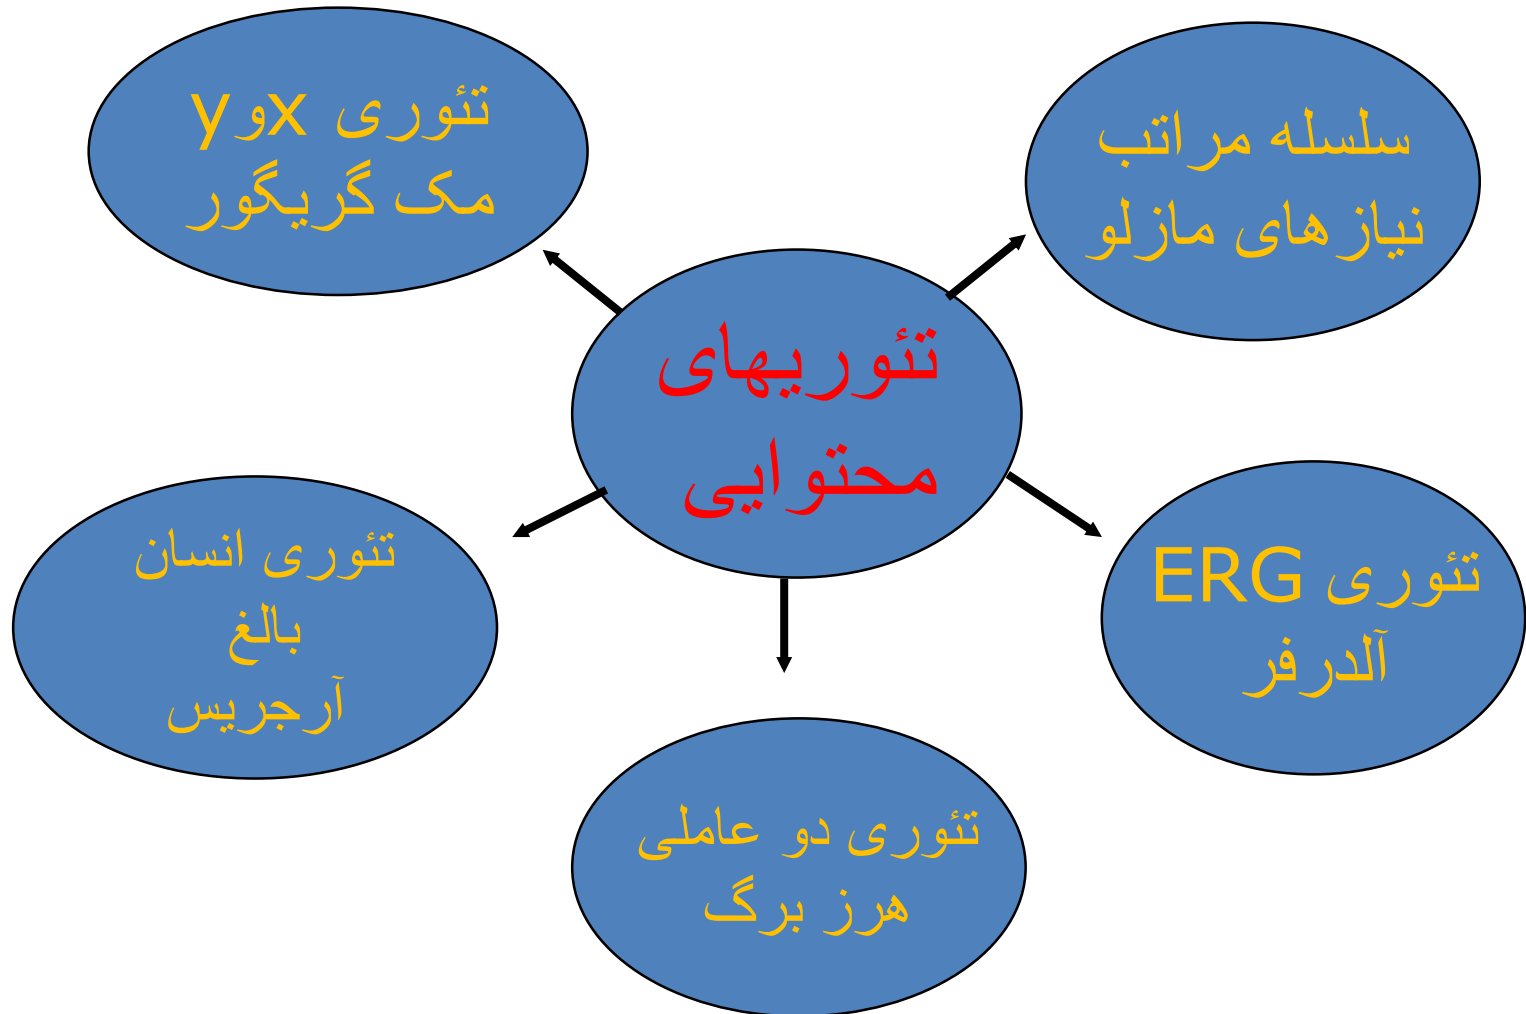 تئوری xوy
مک گریگور
سلسله مراتب
نیازهای مازلو
تئوریهای
محتوایی
تئوری انسان
بالغ
آرجریس
تئوری ERG
آلدرفر
تئوری دو عاملی
هرز برگ